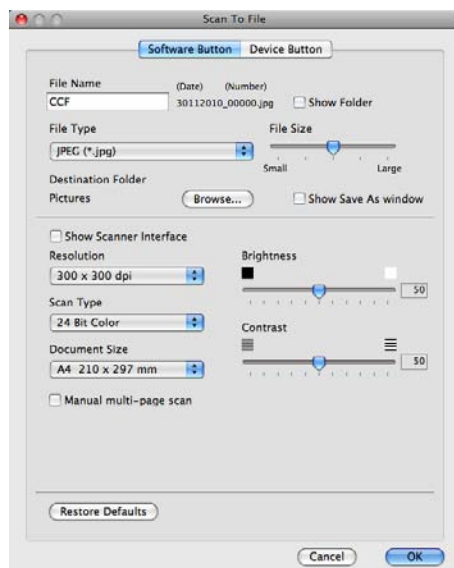 Scan To File
Software Button Device Button
File Name (Date) (Number)
CCF 30112010_00000.jpg Show Folder
File Type File Size
JPEG (*.jpg)
Small Large
Destination Folder
Pictures Browse... Show Save As window
Show Scanner Interface
Resolution Brightness
300 x 300 dpi
50
Scan Type
24 Bit Color
Contrast
Document Size
A4 210 x 297 mm 50
Manual multi-page scan
Restore Defaults
Cancel OK